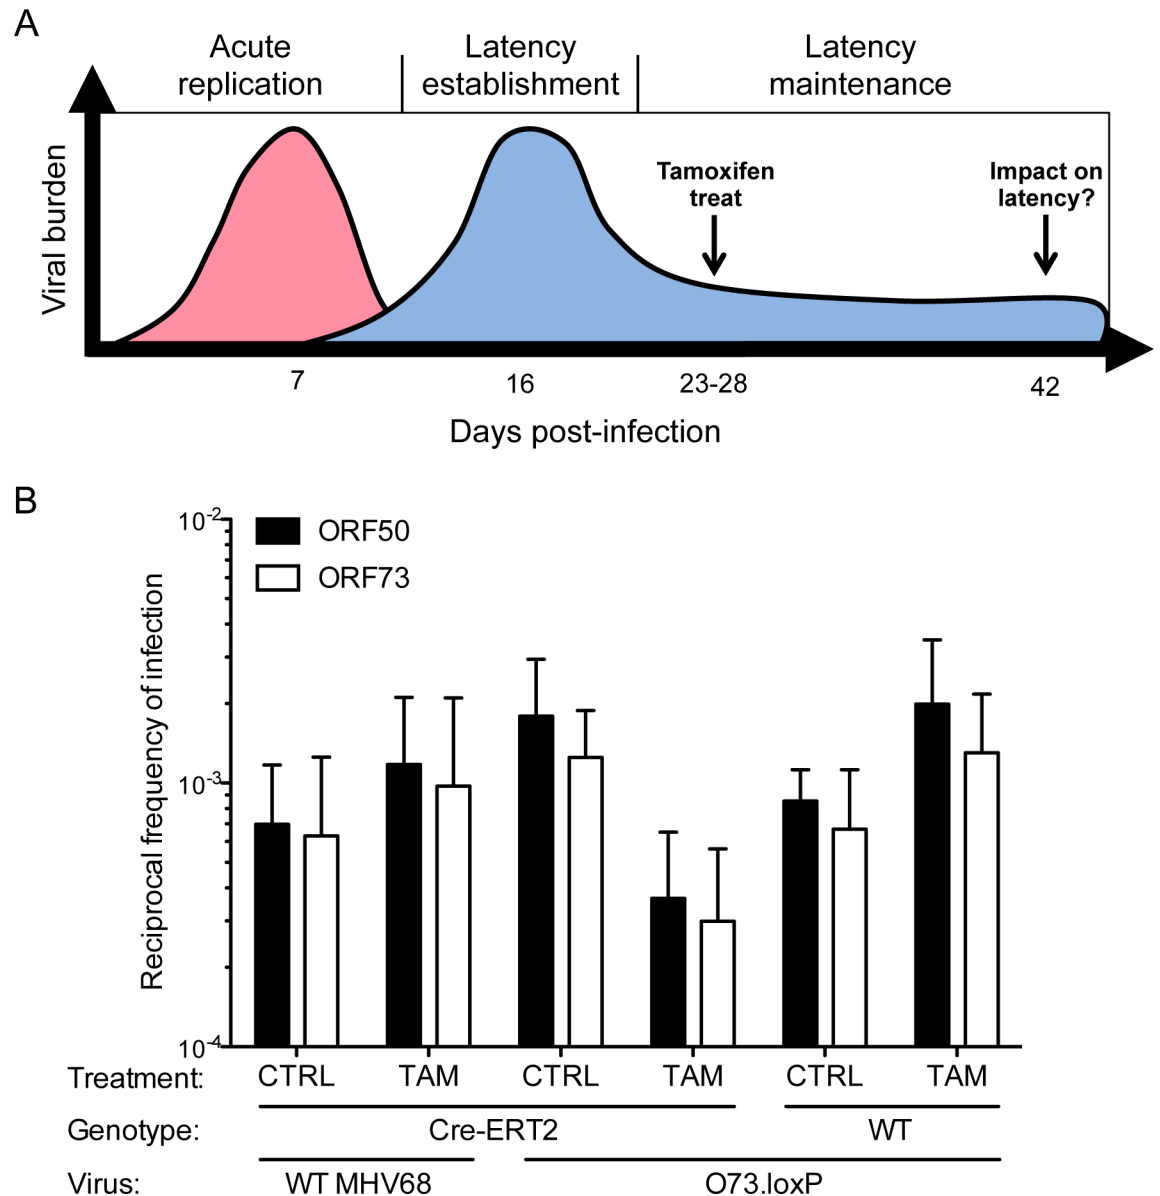 A
Acute
replication
Latency
establishment
Latency
maintenance
Viral burden
Tamoxifen
treat
Impact on
latency?
7
16
23-28
42
Days post-infection
B
Reciprocal frequency of infection
10-2
10-3
10-4
ORF50
ORF73
Treatment: CTRL TAM CTRL TAM CTRL TAM
Genotype: Cre-ERT2 WT
Virus: WT MHV68 O73.loxP